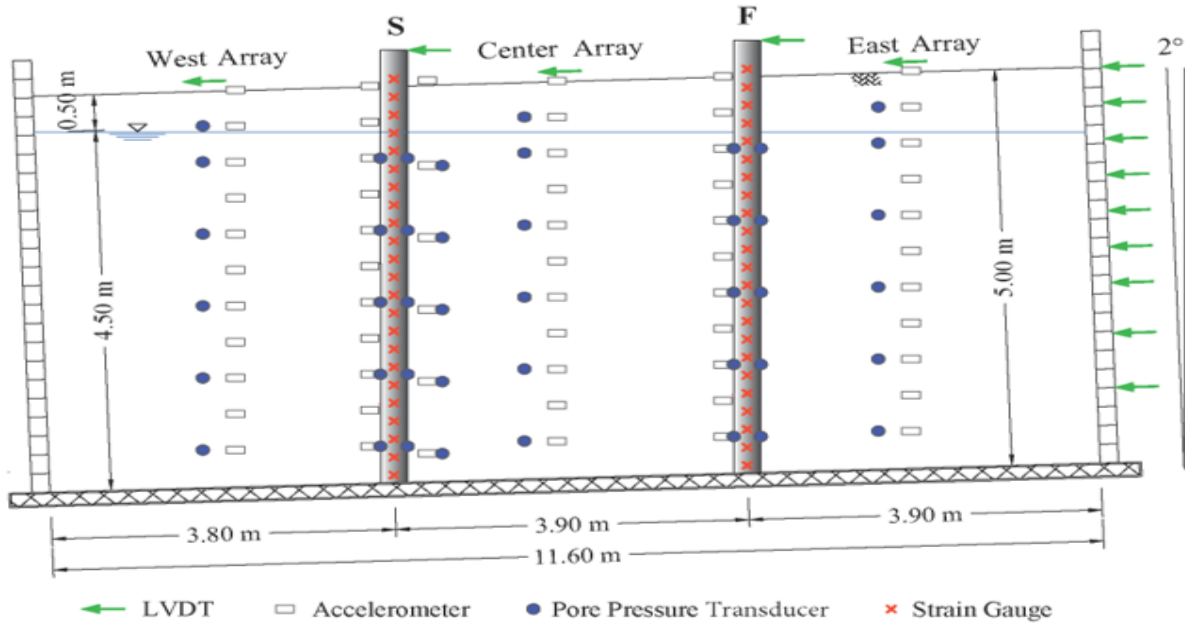 S
F
West Array
Center Array
East Array
2°
0.50 m
4.50 m
5.00 m
3.80 m
3.90 m
3.90 m
11.60 m
LVDT
Accelerometer
Pore Pressure Transducer
Strain Gauge